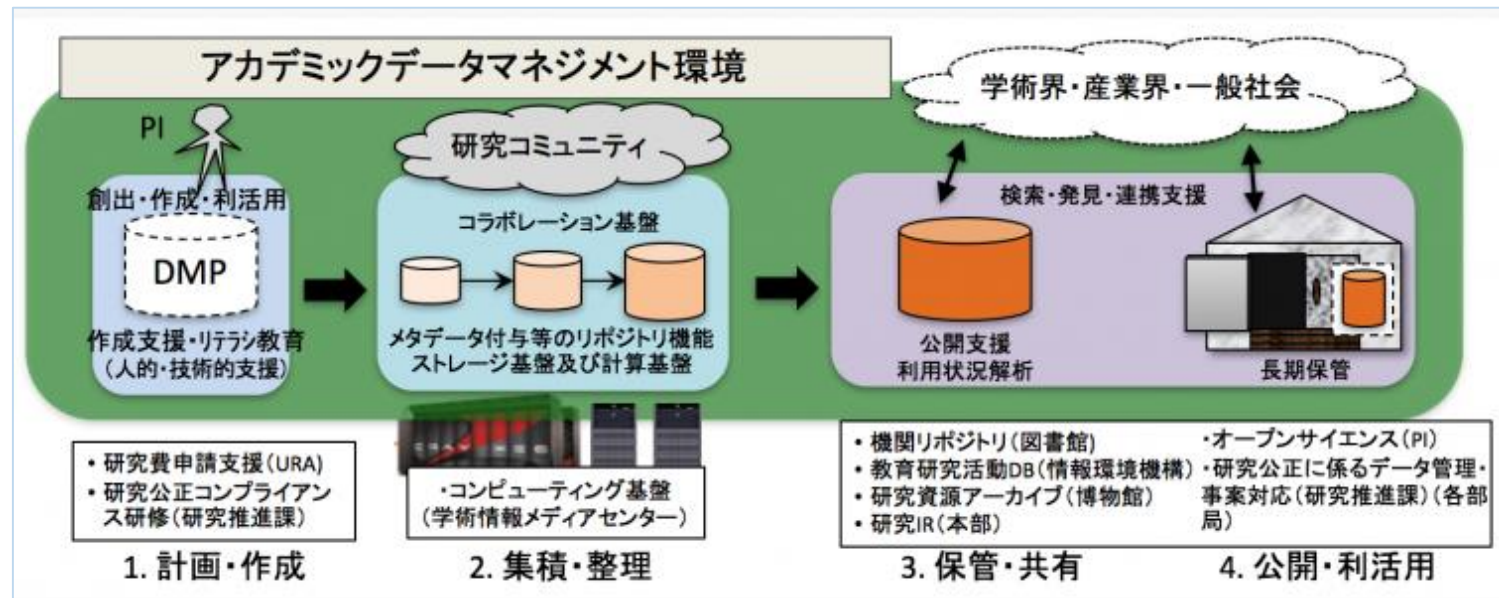 アカデミックデータマネジメント環境
学術界・産業界・一般社会
PI
創出・作成・利活用
DMP
作成支援・リテラシ教育
(人的・技術的支援)
研究コミュニティ
コラボレーション基盤
メタデータ付与等のリポジトリ機能
ストレージ基盤及び計算基盤
検索・発見・連携支援
公開支援
利用状況解析
長期保管
• 研究費申請支援(URA)
• 研究公正コンプライアン
ス研修(研究推進課)
・コンピューティング基盤
(学術情報メディアセンター)
• 機関リポジトリ(図書館)
• 教育研究活動DB(情報環境機構)
• 研究資源アーカイブ(博物館)
• 研究IR(本部)
・オープンサイエンス(PI)
・研究公正に係るデータ管理・
事案対応(研究推進課)(各部
局)
1. 計画・作成
2. 集積・整理
3. 保管・共有
4. 公開・利活用